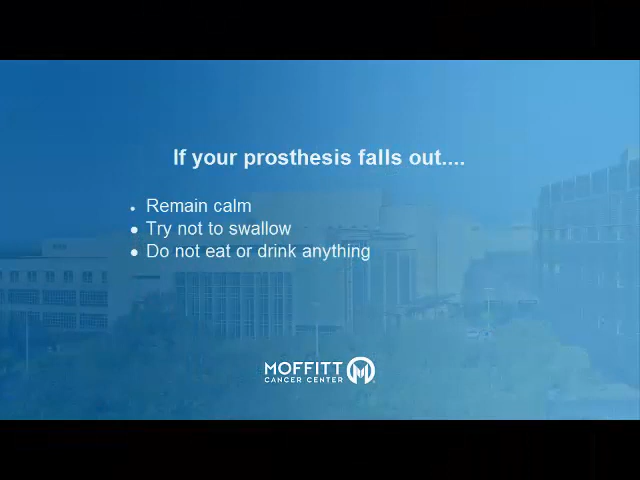 If your prosthesis falls out....
• Remain calm
• Try not to swallow
• Do not eat or drink anything
MOFFITT
CANCER CENTER